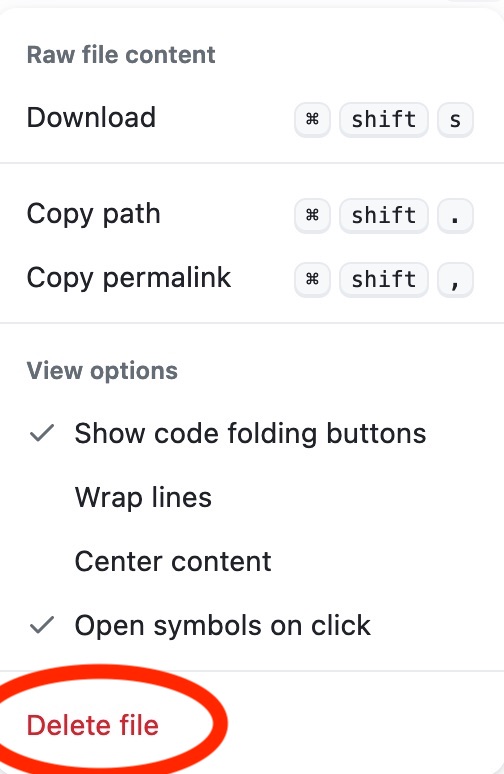 Raw file content
Download ⌘ shift s
Copy path ⌘ shift .
Copy permalink ⌘ shift ,
View options
Show code folding buttons
Wrap lines
Center content
Open symbols on click
Delete file